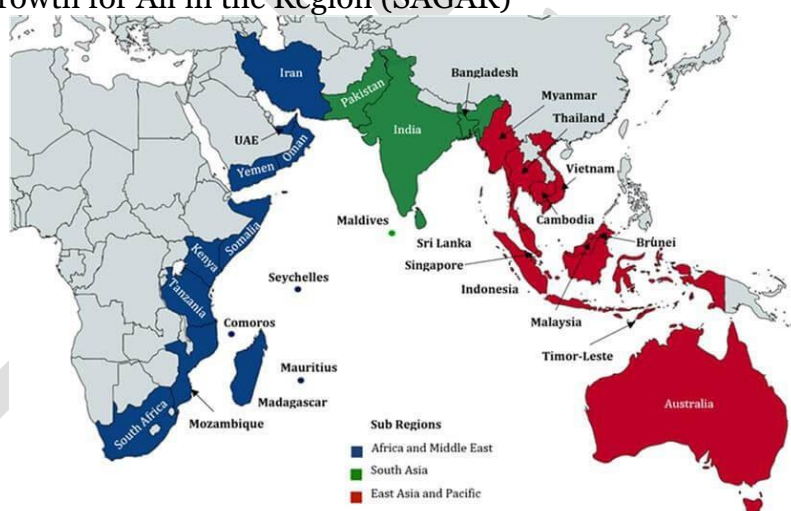 rowth for All in the Region (SAGAR)
Iran
Pakistan
Bangladesh
Myanmar
Thailand
India
UAE
Oman
Yemen
Vietnam
Somalia
Maldives
Cambodia
Kenya
Sri Lanka
Brunei
Singapore
Tanzania
Seychelles
Indonesia
Comoros
Malaysia
Timor-Leste
Mauritius
Madagascar
Australia
South Africa
Mozambique
Sub Regions
Africa and Middle East
South Asia
East Asia and Pacific